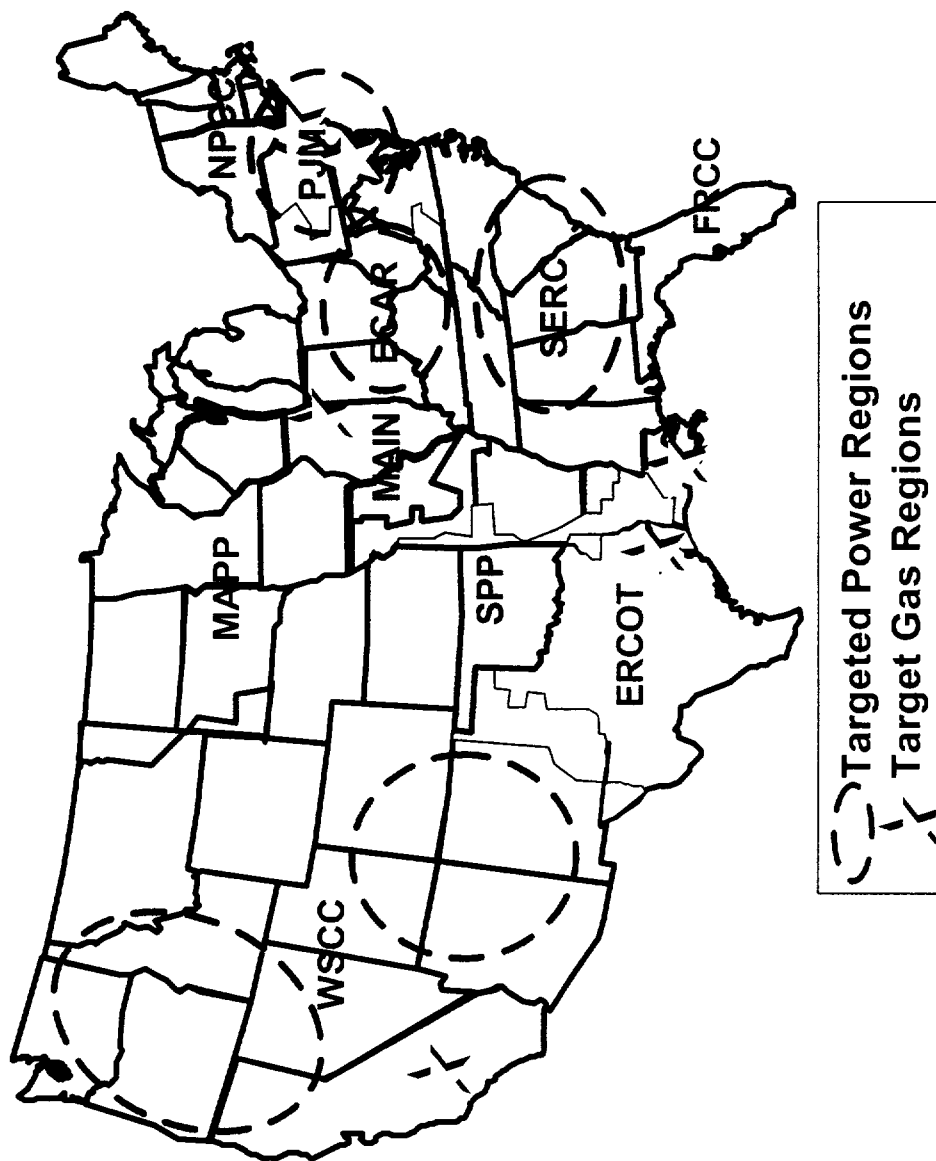 NPCC
PJM
ECAR
MAIN
MAPP
SERC
FRCC
SPP
ERCOT
WSCC
Targeted Power Regions
Target Gas Regions